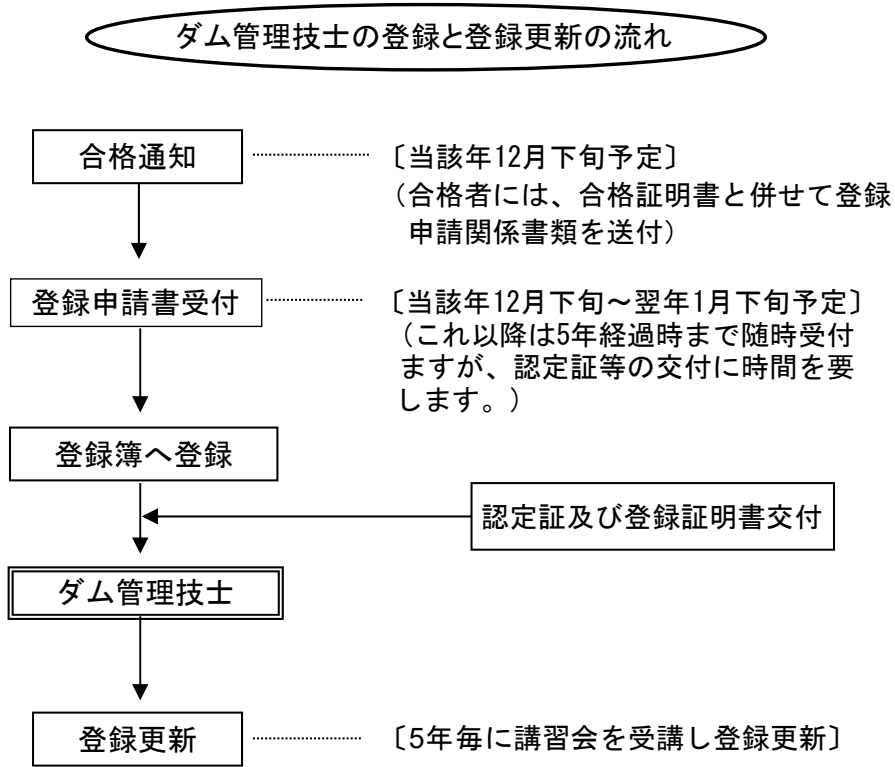 ダム管理技士の登録と登録更新の流れ
合格通知
〔当該年12月下旬予定〕
（合格者には、合格証明書と併せて登録
申請関係書類を送付）
登録申請書受付
〔当該年12月下旬～翌年1月下旬予定〕
（これ以降は5年経過時まで随時受付
ますが、認定証等の交付に時間を要
します。）
登録簿へ登録
認定証及び登録証明書交付
ダム管理技士
登録更新
〔5年毎に講習会を受講し登録更新〕